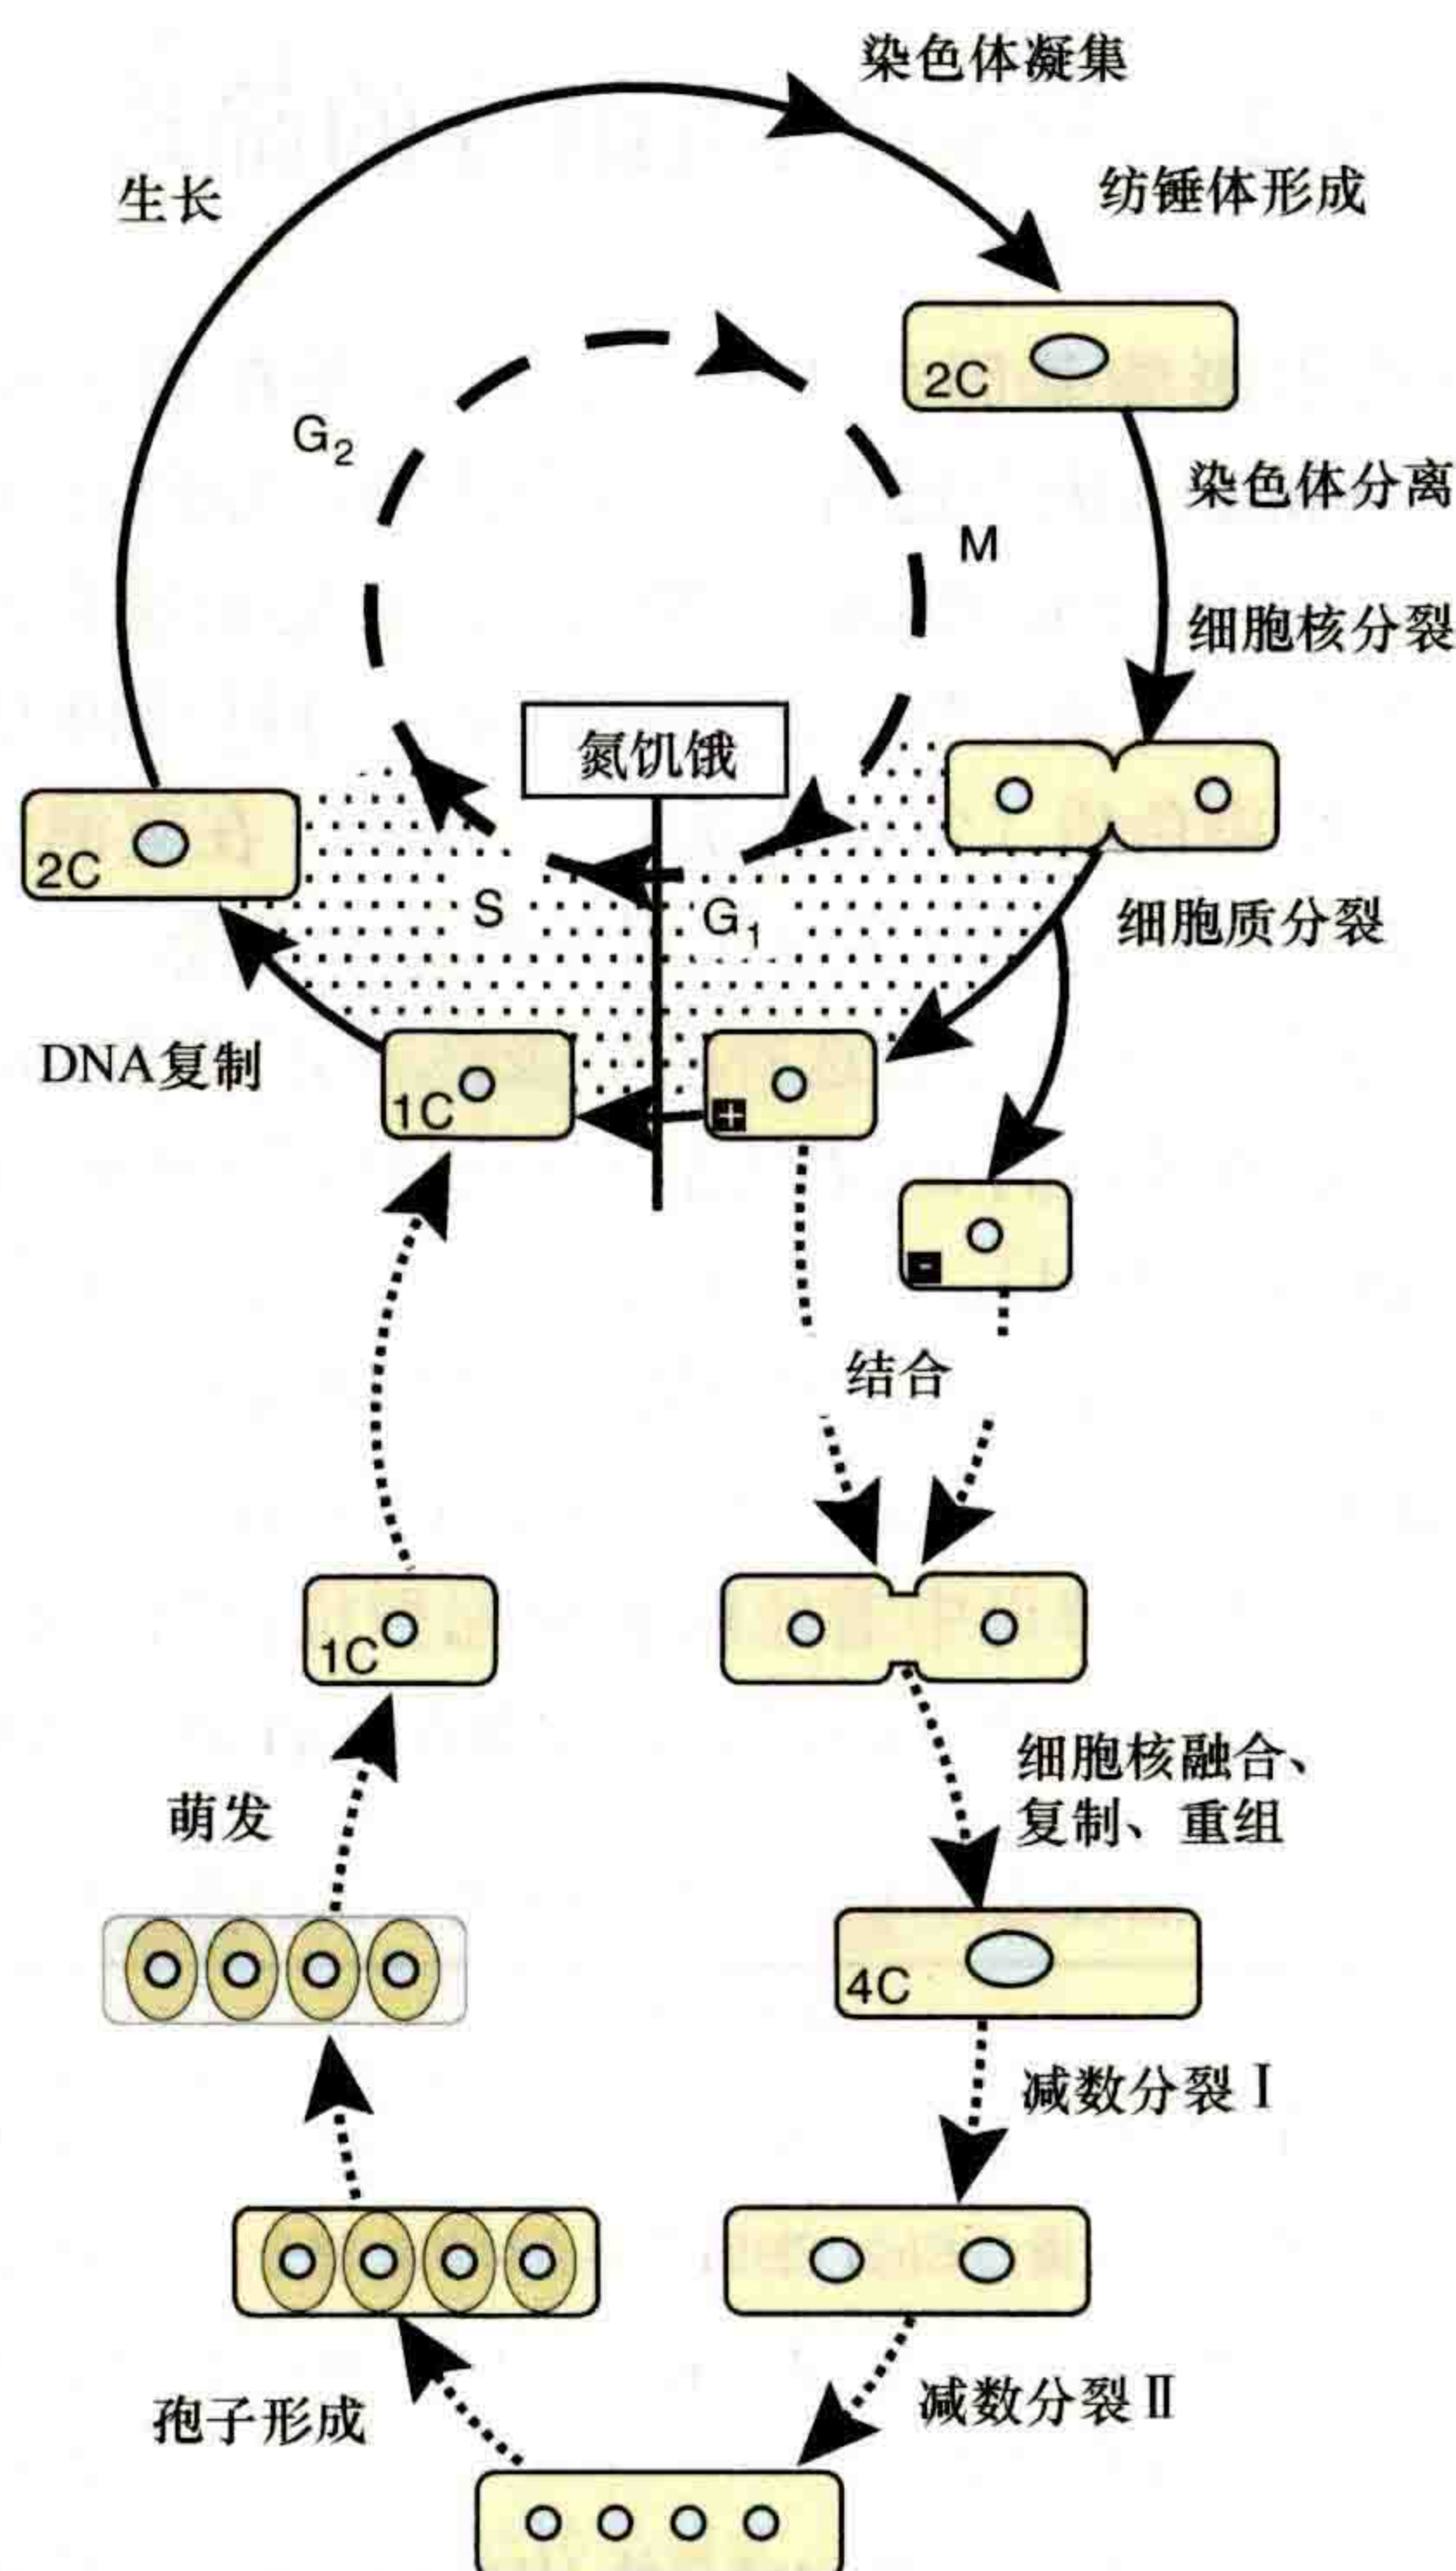 染色体凝集
生长
纺锤体形成
2C
G2
染色体分离
M
细胞核分裂
氮饥饿
2C
S
G1
细胞质分裂
DNA复制
1C
+
-
结合
1C
细胞核融合、
复制、重组
萌发
4C
减数分裂Ⅰ
减数分裂Ⅱ
孢子形成